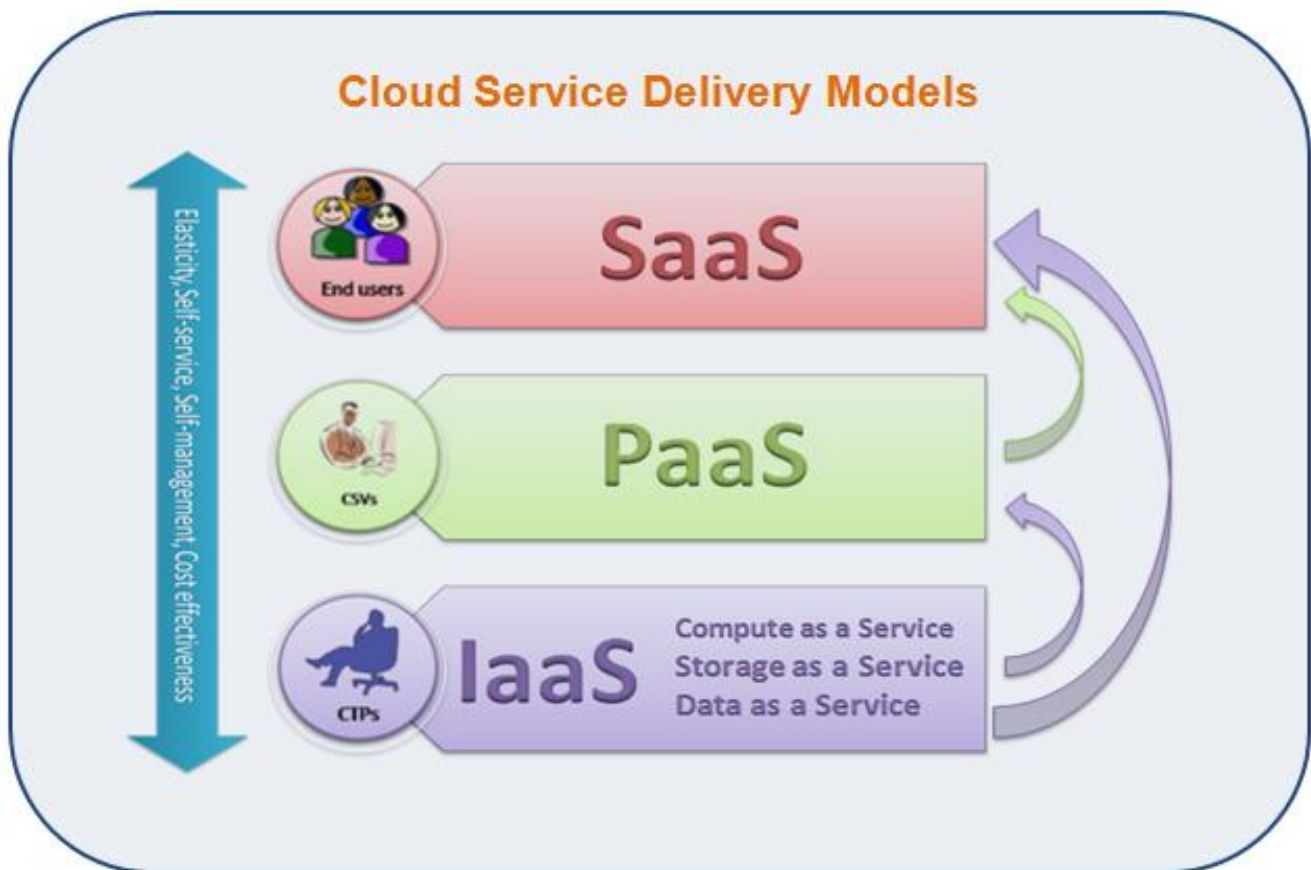 Cloud Service Delivery Models
Elasticity, Self-service, Self-management, Cost effectiveness
End users
SaaS
CSVs
PaaS
CTPs
IaaS
Compute as a Service
Storage as a Service
Data as a Service